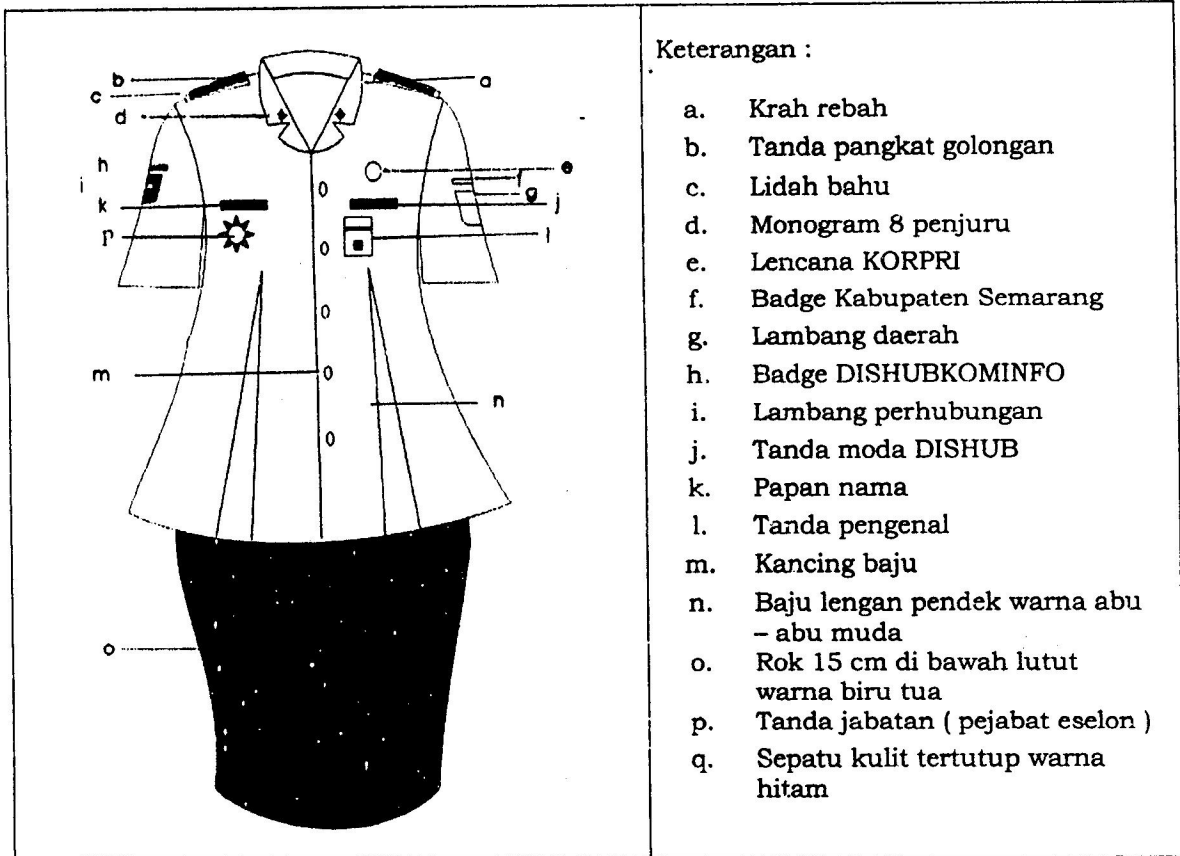 b
a
c
d
h
e
i
f
g
k
j
p
l
m
n
o
Keterangan :
a. Krah rebah
b. Tanda pangkat golongan
c. Lidah bahu
d. Monogram 8 penjuru
e. Lencana KORPRI
f. Badge Kabupaten Semarang
g. Lambang daerah
h. Badge DISHUBKOMINFO
i. Lambang perhubungan
j. Tanda moda DISHUB
k. Papan nama
l. Tanda pengenal
m. Kancing baju
n. Baju lengan pendek warna abu
– abu muda
o. Rok 15 cm di bawah lutut
warna biru tua
p. Tanda jabatan ( pejabat eselon )
q. Sepatu kulit tertutup warna
hitam